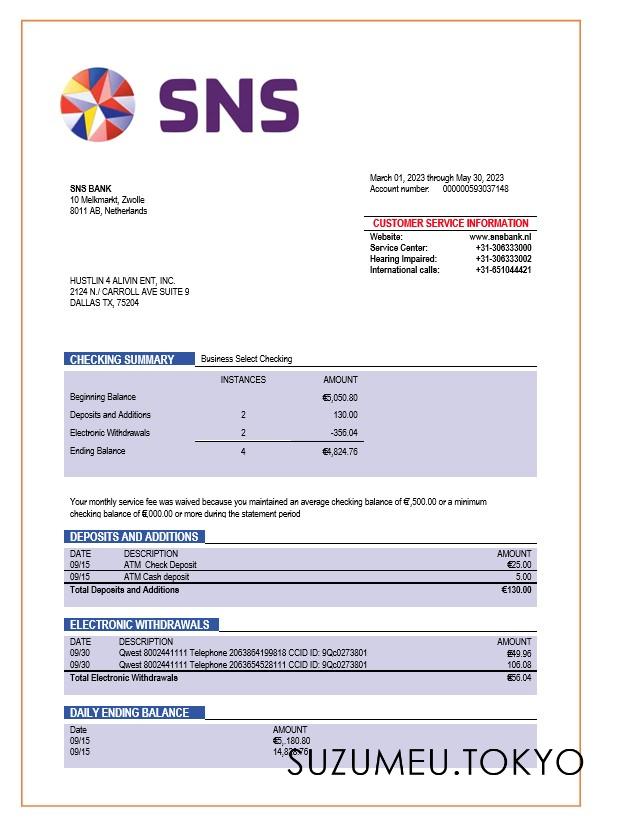 SNS
March 01, 2023 through May 30, 2023
Account number: 000000593037148
SNS BANK
10 Melkmarkt, Zwolle
8011 AB, Netherlands
CUSTOMER SERVICE INFORMATION
Website: www.snsbank.nl
Service Center: +31-306333000
Hearing Impaired: +31-306333002
International calls: +31-651044421
HUSTLIN 4 ALIVIN ENT, INC.
2124 N./ CARROLL AVE SUITE 9
DALLAS TX, 75204
CHECKING SUMMARY Business Select Checking
INSTANCES AMOUNT
Beginning Balance €5,050.80
Deposits and Additions 2 130.00
Electronic Withdrawals 2 -356.04
Ending Balance 4 €4,824.76
Your monthly service fee was waived because you maintained an average checking balance of €7,500.00 or a minimum
checking balance of €,000.00 or more during the statement period
DEPOSITS AND ADDITIONS
DATE DESCRIPTION AMOUNT
09/15 ATM Check Deposit €25.00
09/15 ATM Cash deposit 5.00
Total Deposits and Additions €130.00
ELECTRONIC WITHDRAWALS
DATE DESCRIPTION AMOUNT
09/30 Qwest 8002441111 Telephone 2063864199818 CCID ID: 9Qc0273801
09/30 Qwest 8002441111 Telephone 2063654528111 CCID ID: 9Qc0273801 106.08
Total Electronic Withdrawals
DAILY ENDING BALANCE
Date AMOUNT
09/15 €5,180.80
09/15
SUZUMEU.TOKYO